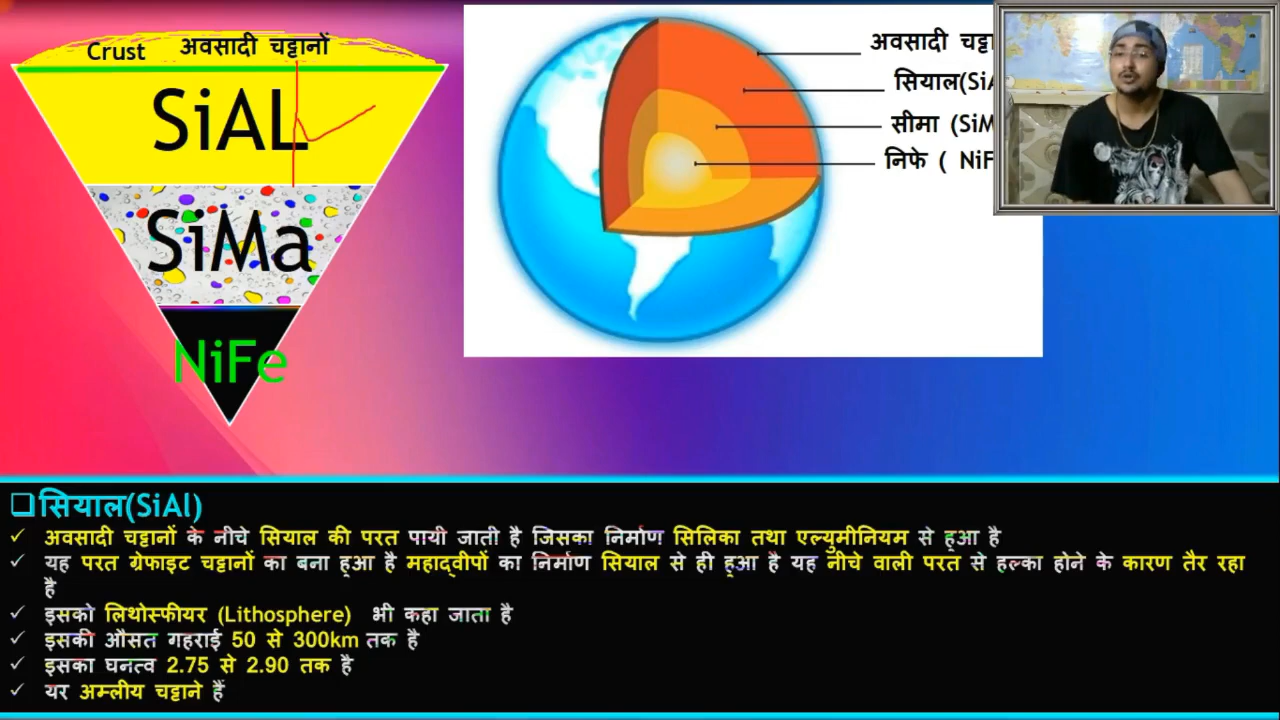 Crust अवसादी चट्टानों
SiAL
SiMa
NiFe
अवसादी चट्टा
सियाल(SiA
सीमा (SiM
निफे ( NiF
❑सियाल(SiAl)
✓ अवसादी चट्टानों के नीचे सियाल की परत पायी जाती है जिसका निर्माण सिलिका तथा एल्युमीनियम से हुआ है
✓ यह परत ग्रेफाइट चट्टानों का बना हुआ है महाद्वीपों का निर्माण सियाल से ही हुआ है यह नीचे वाली परत से हल्का होने के कारण तैर रहा
है
✓ इसको लिथोस्फीयर (Lithosphere) भी कहा जाता है
✓ इसकी औसत गहराई 50 से 300km तक है
✓ इसका घनत्व 2.75 से 2.90 तक है
✓ यर अम्लीय चट्टाने हैं